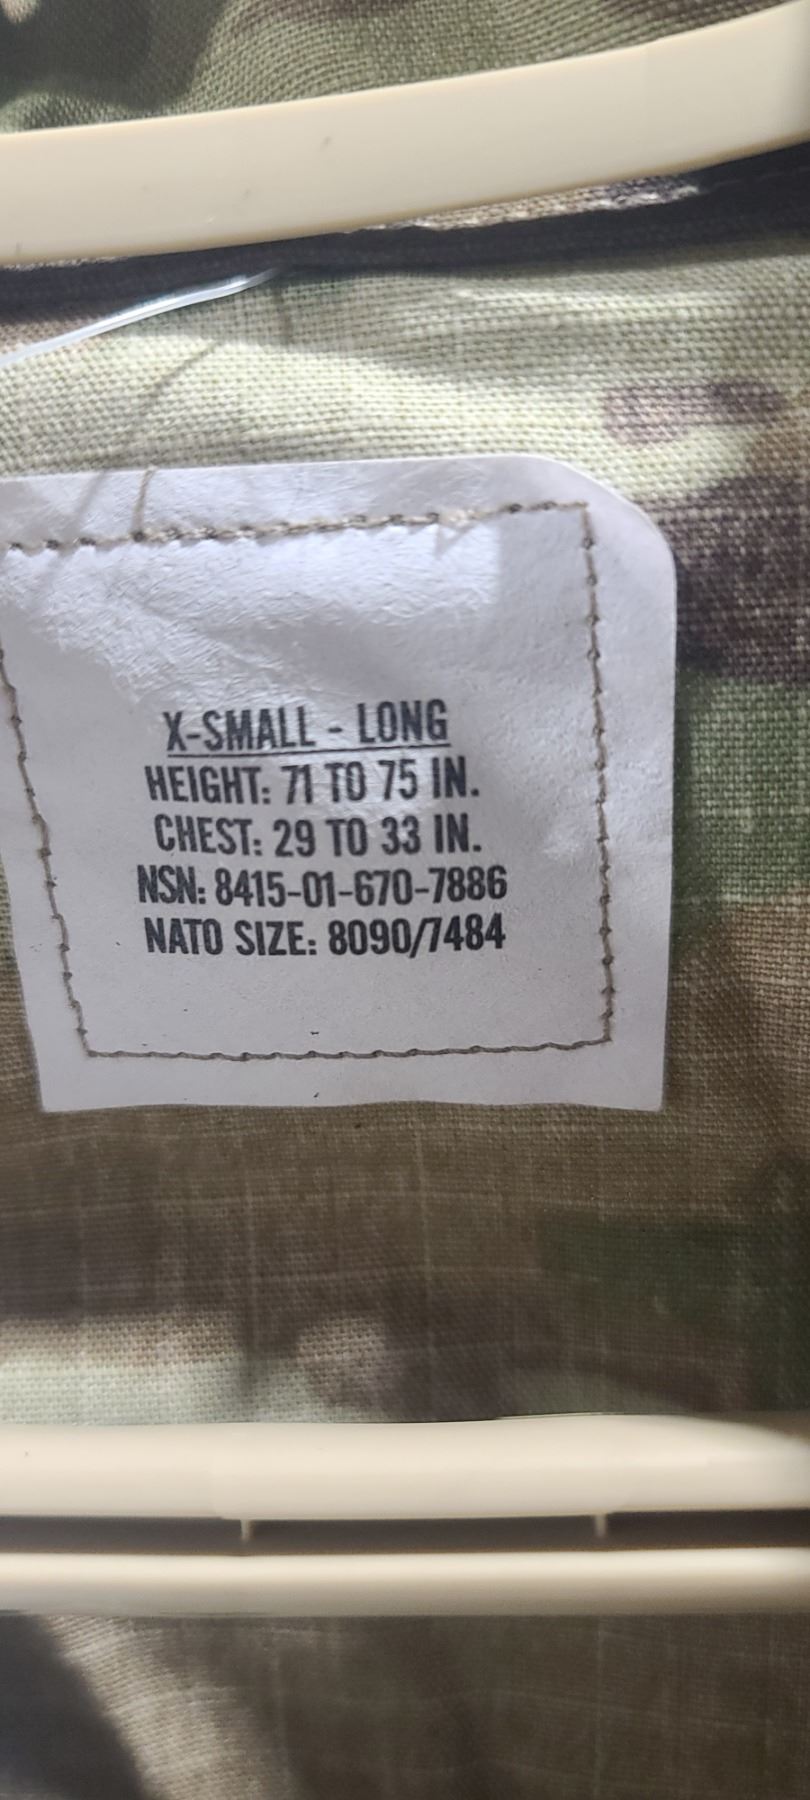 X-SMALL - LONG
HEIGHT: 71 TO 75 IN.
CHEST: 29 TO 33 IN.
NSN: 8415-01-670-7886
NATO SIZE: 8090/7484